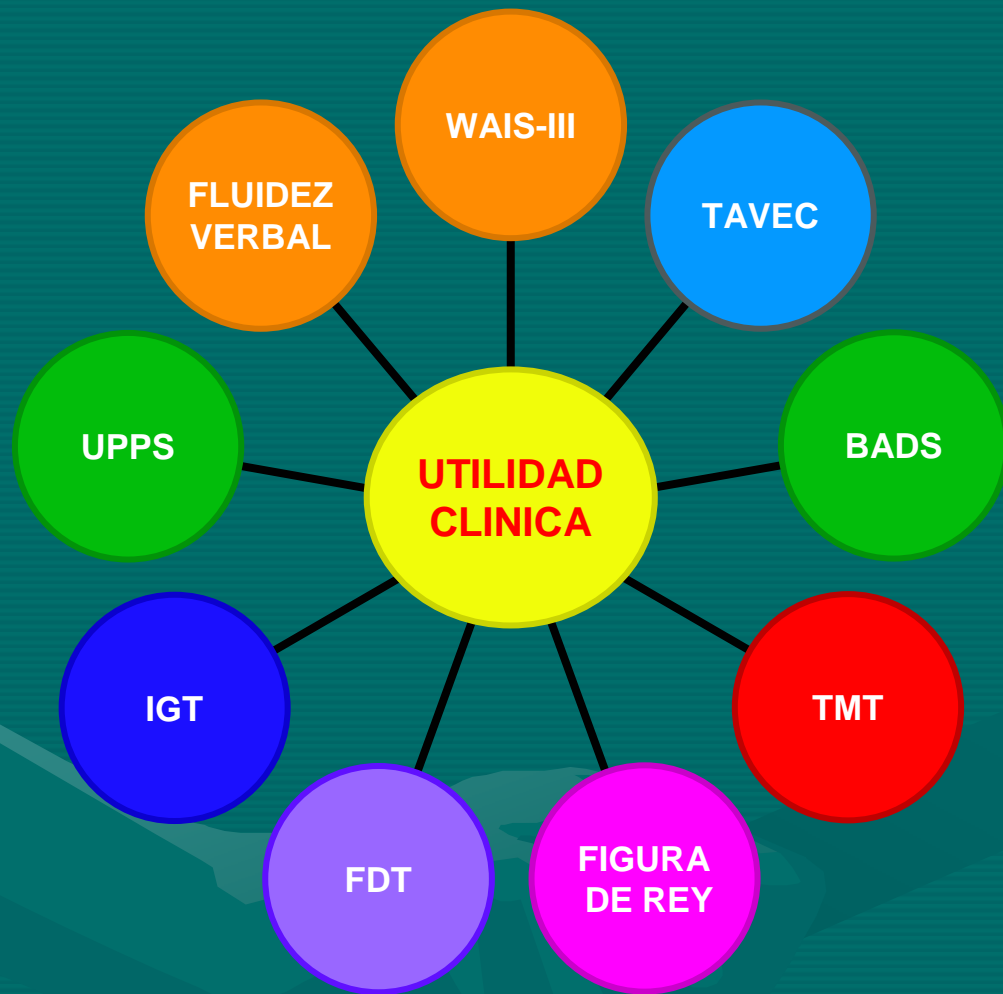 WAIS-III
FLUIDEZ
VERBAL
TAVEC
UPPS
BADS
UTILIDAD
CLINICA
IGT
TMT
FDT
FIGURA
DE REY